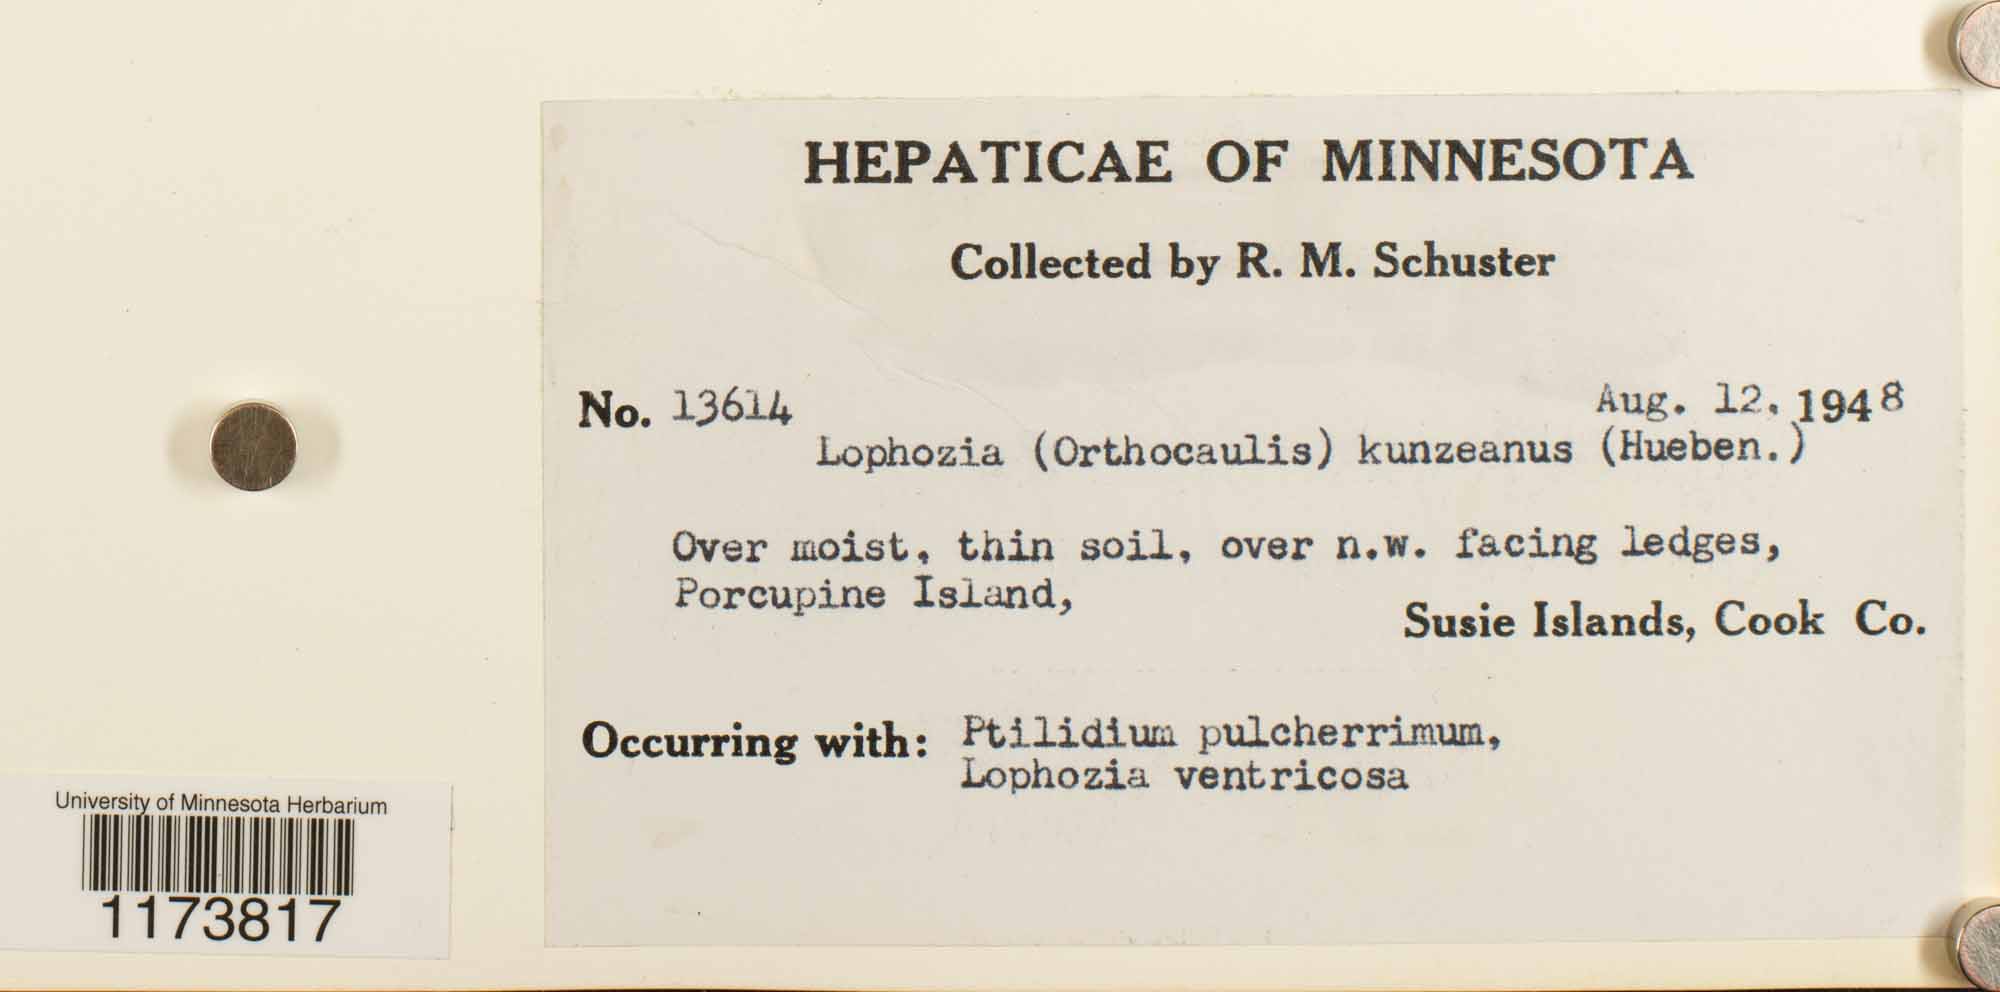 HEPATICAE OF MINNESOTA
Collected by R. M. Schuster
No. 13614 Aug. 12, 1948
Lophozia (Orthocaulis) kunzeanus (Hueben.)
Over moist, thin soil, over n.w. facing ledges,
Porcupine Island,
Susie Islands, Cook Co.
Occurring with: Ptilidium pulcherrimum,
Lophozia ventricosa
University of Minnesota Herbarium
1173817